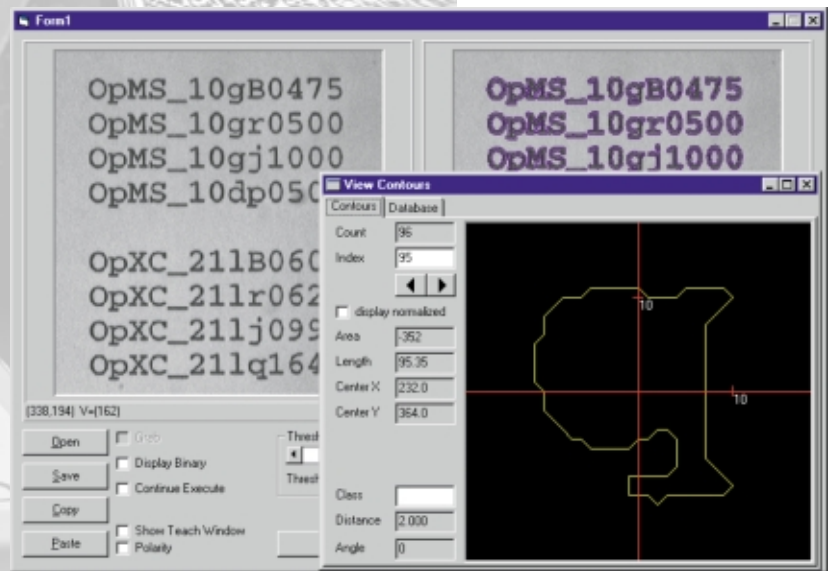 Form1
OpMS_10gB0475
OpMS_10gr0500
OpMS_10gj1000
OpMS_10dp050
OpXC_211B060
OpXC_211r062
OpXC_211j099
OpXC_211q164
(338,194) V=(162)
Open
Save
Copy
Paste
Grab
Display Binary
Continue Execute
Show Teach Window
Polarity
Thresh
Thresh
OpMS_10gB0475
OpMS_10gr0500
OpMS_10gj1000
View Contours
Contours Database
Count 96
Index 95
display normalized
Area -352
Length 95.35
Center X 232.0
Center Y 364.0
Class
Distance 2.000
Angle 0
10
10